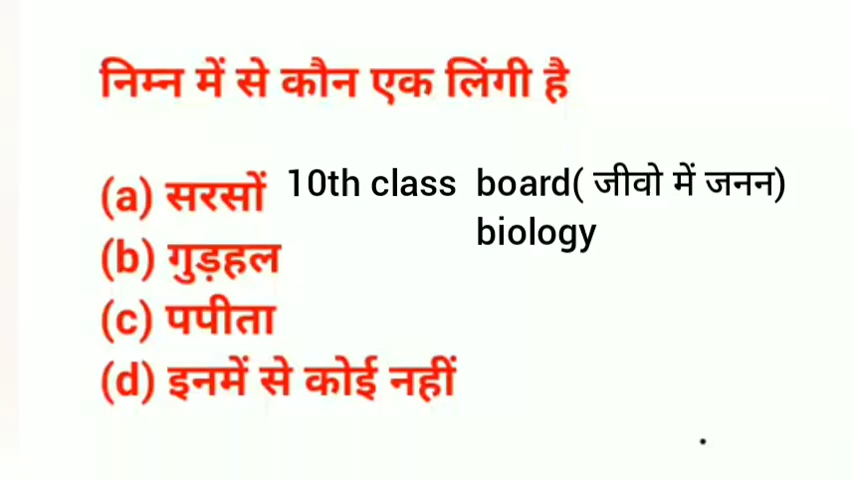 निम्न में से कौन एक लिंगी है
(a) सरसों 10th class board( जीवो में जनन)
biology
(b) गुड़हल
(c) पपीता
(d) इनमें से कोई नहीं